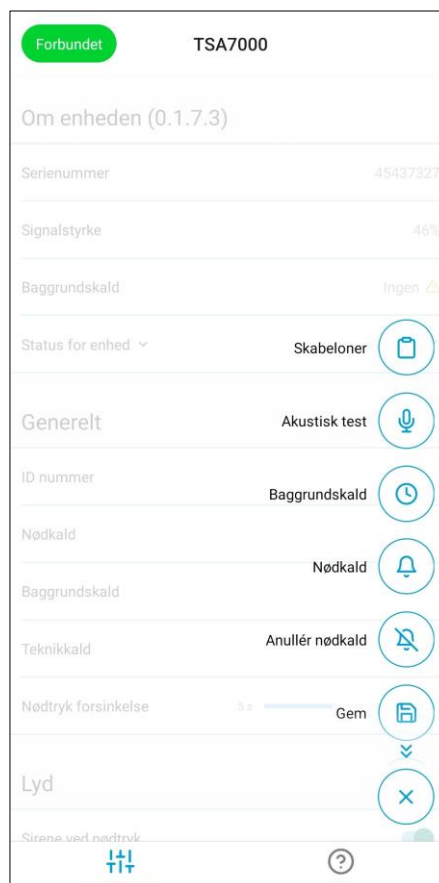 Forbundet TSA7000
Om enheden (0.1.7.3)
Serienummer 45437327
Signalstyrke 46%
Baggrundskald Ingen
Status for enhed
Skabeloner
Generelt
Akustisk test
ID nummer
Baggrundskald
Nødkald
Nødkald
Baggrundskald
Teknikkald
Anullér nødkald
Nødtryk forsinkelse 5 s
Gem
Lyd
Sirene ved nødtryk